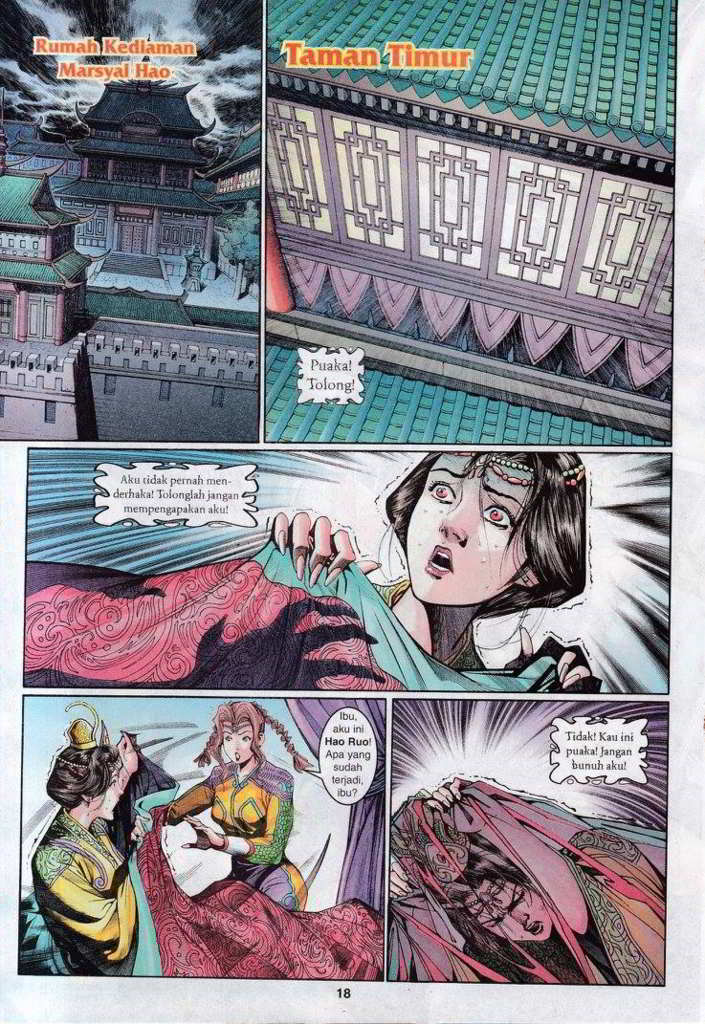 Rumah Kediaman
Marsyal Hao
Taman Timur
Puaka!
Tolong!
Aku tidak pernah men-
derhaka! Tolonglah jangan
mempengapakan aku!
Ibu,
aku ini
Hao Ruo!
Apa yang
sudah
terjadi,
ibu?
Tidak! Kau ini
puaka! Jangan
bunuh aku!
18